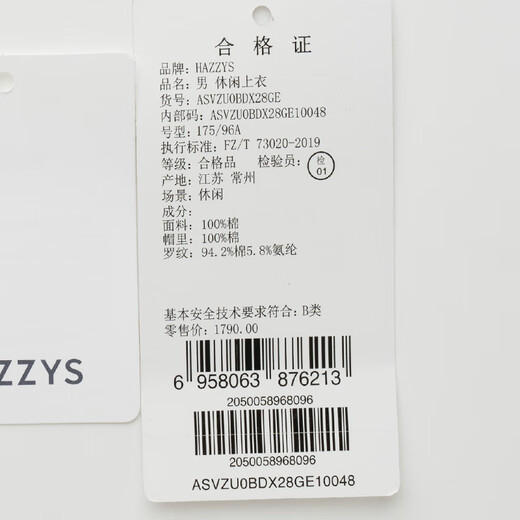 合格证
品牌: HAZZYS
品名: 男 休闲上衣
货号: ASVZU0BDX28GE
内部码: ASVZU0BDX28GE10048
号型: 175/96A
执行标准: FZ/T 73020-2019
等级: 合格品 检验员: 检 01
产地: 江苏 常州
场景: 休闲
成分:
面料: 100%棉
帽里: 100%棉
罗纹: 94.2%棉5.8%氨纶
基本安全技术要求符合: B类
零售价: 1790.00
6 958063 876213
2050058968096
2050058968096
ASVZU0BDX28GE10048
ZZYS